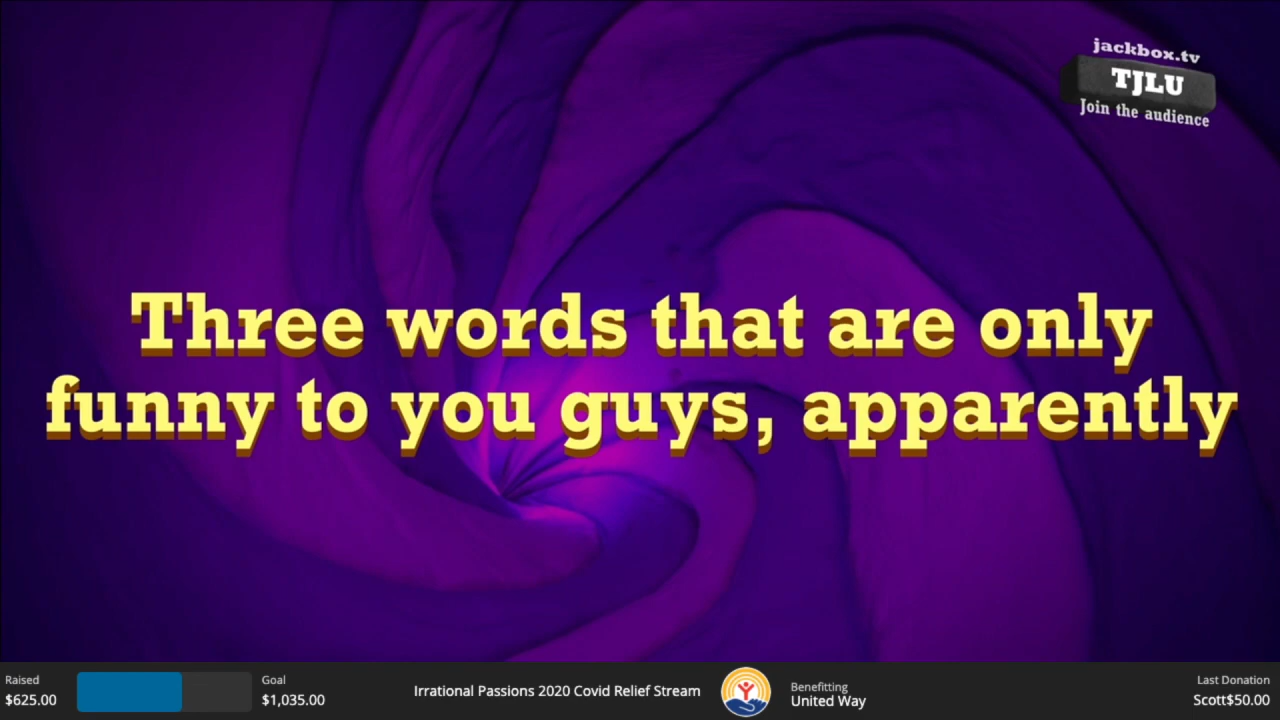 jackbox.tv
TJLU
Join the audience
Three words that are only
funny to you guys, apparently
Raised
$625.00
Goal
$1,035.00
Irrational Passions 2020 Covid Relief Stream
Benefitting
United Way
Last Donation
Scott$50.00